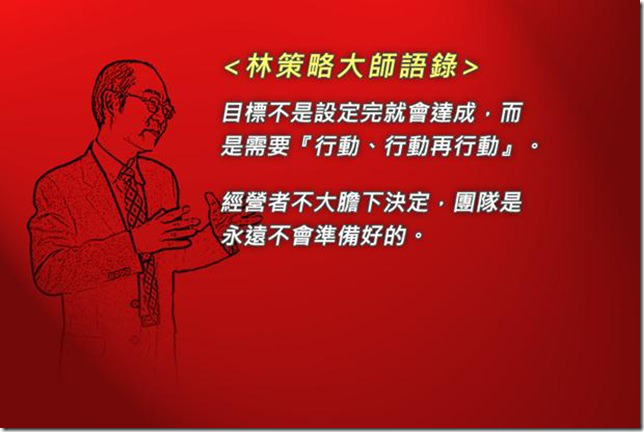 <林策略大師語錄>
目標不是設定完就會達成，而
是需要『行動、行動再行動』。
經營者不大膽下決定，團隊是
永遠不會準備好的。